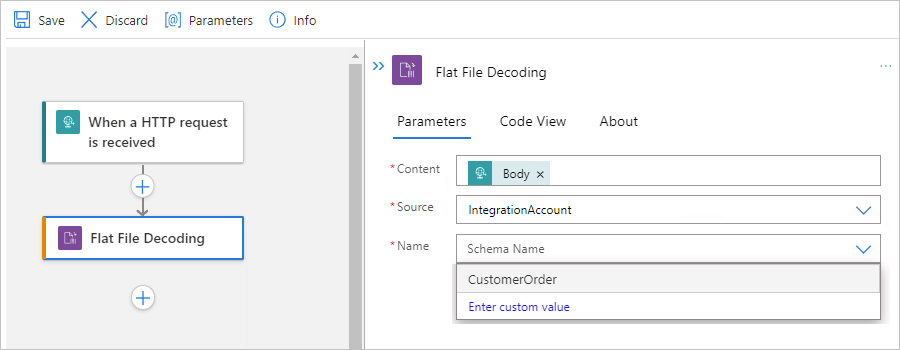 Save Discard [@] Parameters Info
When a HTTP request
is received
Flat File Decoding
Flat File Decoding
Parameters Code View About
*Content Body ×
*Source IntegrationAccount
*Name Schema Name
CustomerOrder
Enter custom value